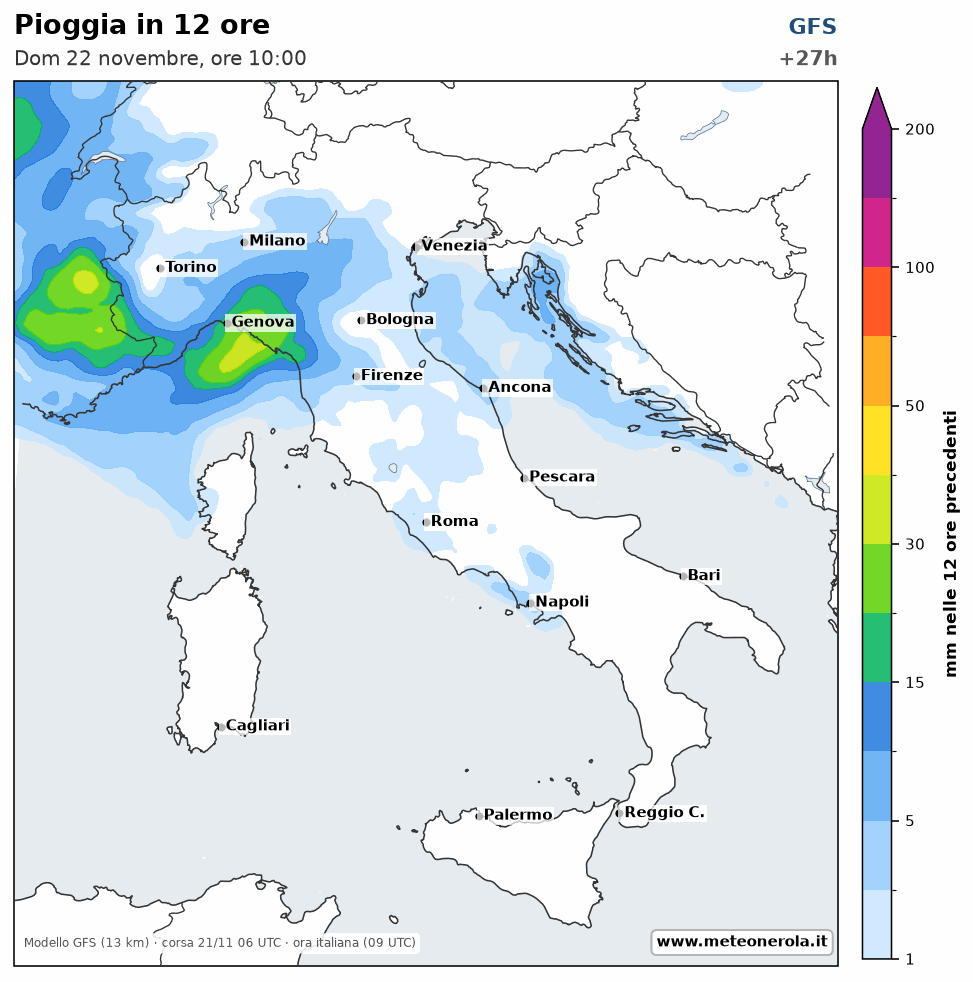 Pioggia in 12 ore
GFS
Dom 22 novembre, ore 10:00
+27h
200
100
50
30
15
5
1
mm nelle 12 ore precedenti
Milano
Venezia
Torino
Genova
Bologna
Firenze
Ancona
Pescara
Roma
Bari
Napoli
Cagliari
Palermo
Reggio C.
Modello GFS (13 km) · corsa 21/11 06 UTC · ora italiana (09 UTC)
www.meteonerola.it